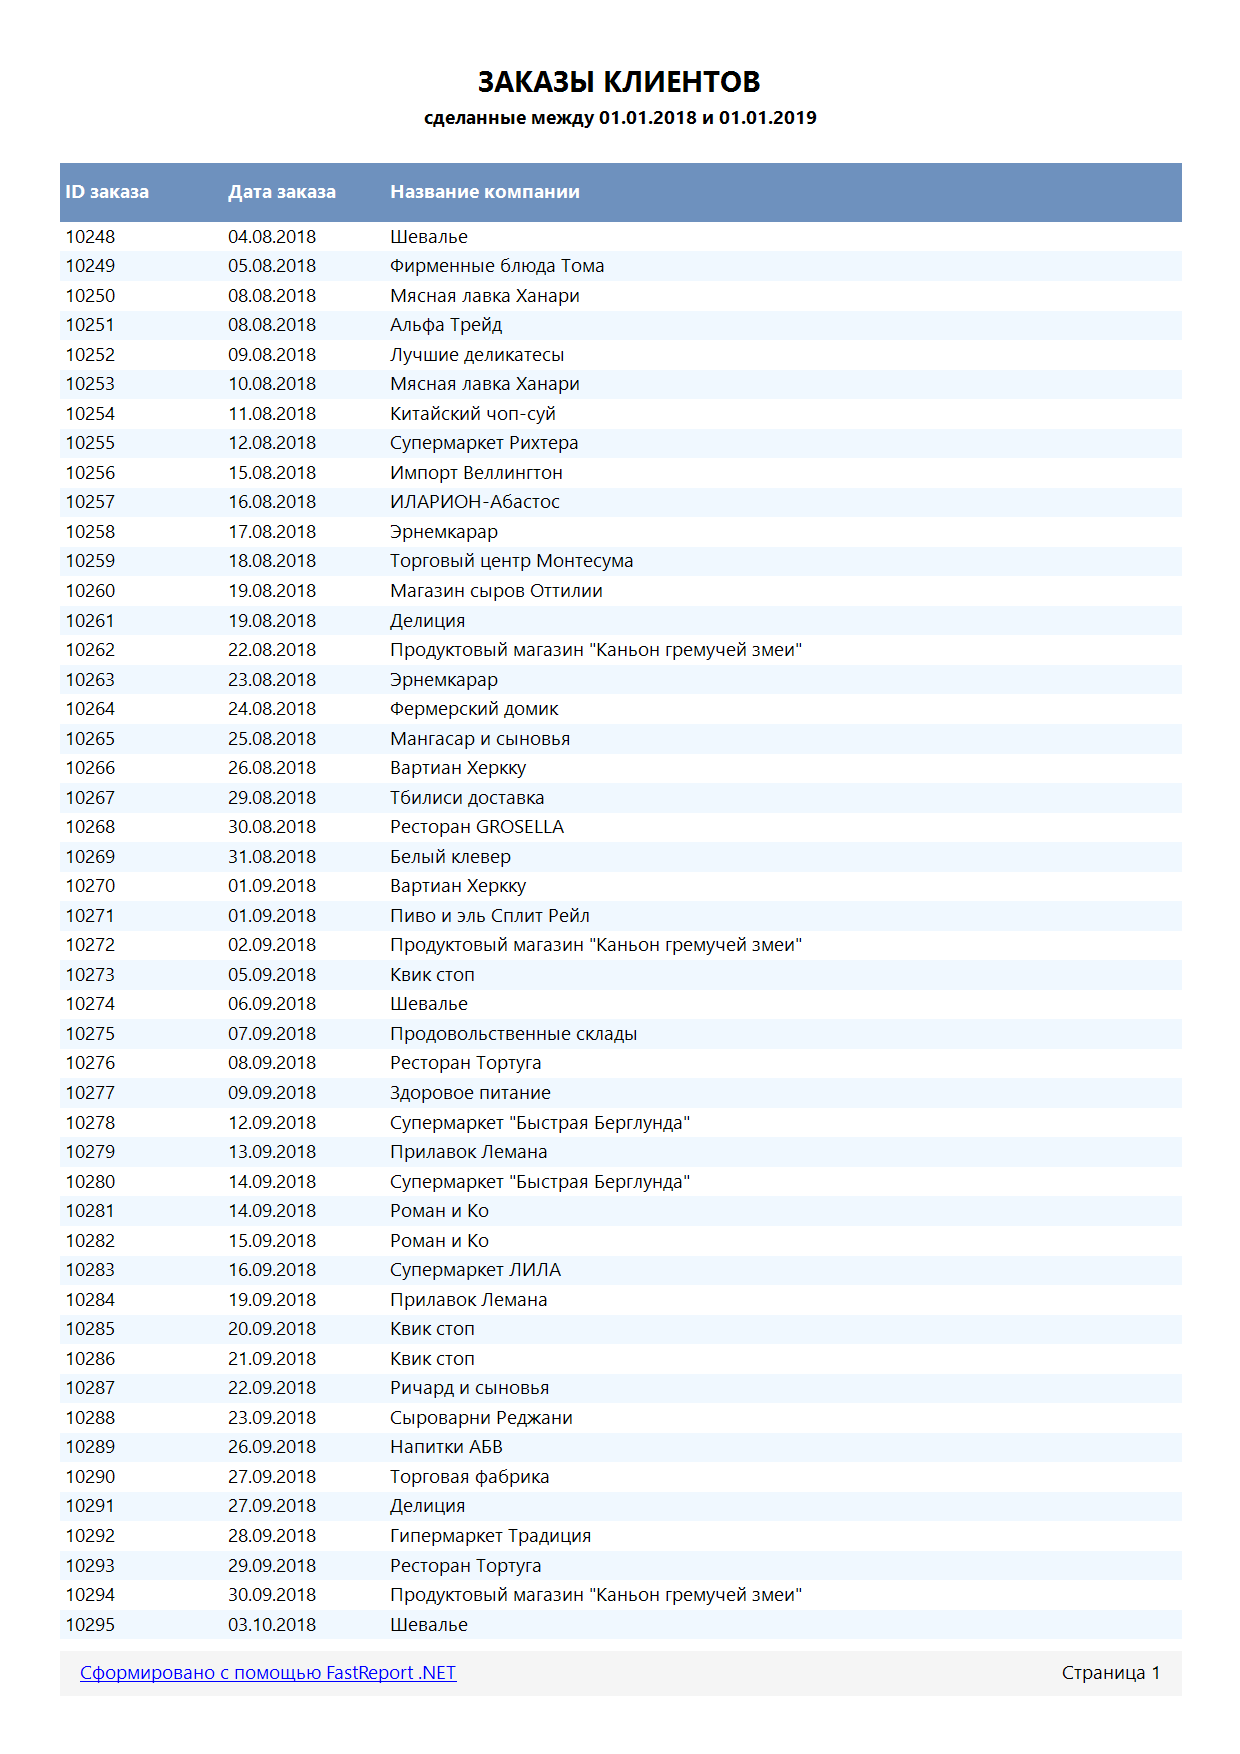 ЗАКАЗЫ КЛИЕНТОВ
сделанные между 01.01.2018 и 01.01.2019
ID заказа Дата заказа Название компании
10248 04.08.2018 Шевалье
10249 05.08.2018 Фирменные блюда Тома
10250 08.08.2018 Мясная лавка Ханари
10251 08.08.2018 Альфа Трейд
10252 09.08.2018 Лучшие деликатесы
10253 10.08.2018 Мясная лавка Ханари
10254 11.08.2018 Китайский чоп-суй
10255 12.08.2018 Супермаркет Рихтера
10256 15.08.2018 Импорт Веллингтон
10257 16.08.2018 ИЛАРИОН-Абастос
10258 17.08.2018 Эрнемкарар
10259 18.08.2018 Торговый центр Монтесума
10260 19.08.2018 Магазин сыров Оттилии
10261 19.08.2018 Делиция
10262 22.08.2018 Продуктовый магазин "Каньон гремучей змеи"
10263 23.08.2018 Эрнемкарар
10264 24.08.2018 Фермерский домик
10265 25.08.2018 Мангасар и сыновья
10266 26.08.2018 Вартиан Херкку
10267 29.08.2018 Тбилиси доставка
10268 30.08.2018 Ресторан GROSELLA
10269 31.08.2018 Белый клевер
10270 01.09.2018 Вартиан Херкку
10271 01.09.2018 Пиво и эль Сплит Рейл
10272 02.09.2018 Продуктовый магазин "Каньон гремучей змеи"
10273 05.09.2018 Квик стоп
10274 06.09.2018 Шевалье
10275 07.09.2018 Продовольственные склады
10276 08.09.2018 Ресторан Тортуга
10277 09.09.2018 Здоровое питание
10278 12.09.2018 Супермаркет "Быстрая Берглунда"
10279 13.09.2018 Прилавок Лемана
10280 14.09.2018 Супермаркет "Быстрая Берглунда"
10281 14.09.2018 Роман и Ко
10282 15.09.2018 Роман и Ко
10283 16.09.2018 Супермаркет ЛИЛА
10284 19.09.2018 Прилавок Лемана
10285 20.09.2018 Квик стоп
10286 21.09.2018 Квик стоп
10287 22.09.2018 Ричард и сыновья
10288 23.09.2018 Сыроварни Реджани
10289 26.09.2018 Напитки АБВ
10290 27.09.2018 Торговая фабрика
10291 27.09.2018 Делиция
10292 28.09.2018 Гипермаркет Традиция
10293 29.09.2018 Ресторан Тортуга
10294 30.09.2018 Продуктовый магазин "Каньон гремучей змеи"
10295 03.10.2018 Шевалье
Сформировано с помощью FastReport .NET Страница 1